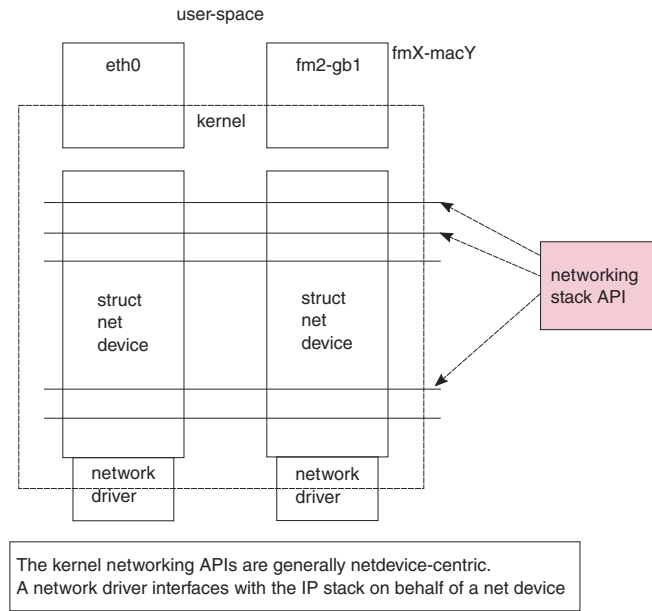 user-space
eth0
fm2-gb1
fmX-macY
kernel
networking
stack API
struct
net
device
struct
net
device
network
driver
network
driver
The kernel networking APIs are generally netdevice-centric.
A network driver interfaces with the IP stack on behalf of a net device